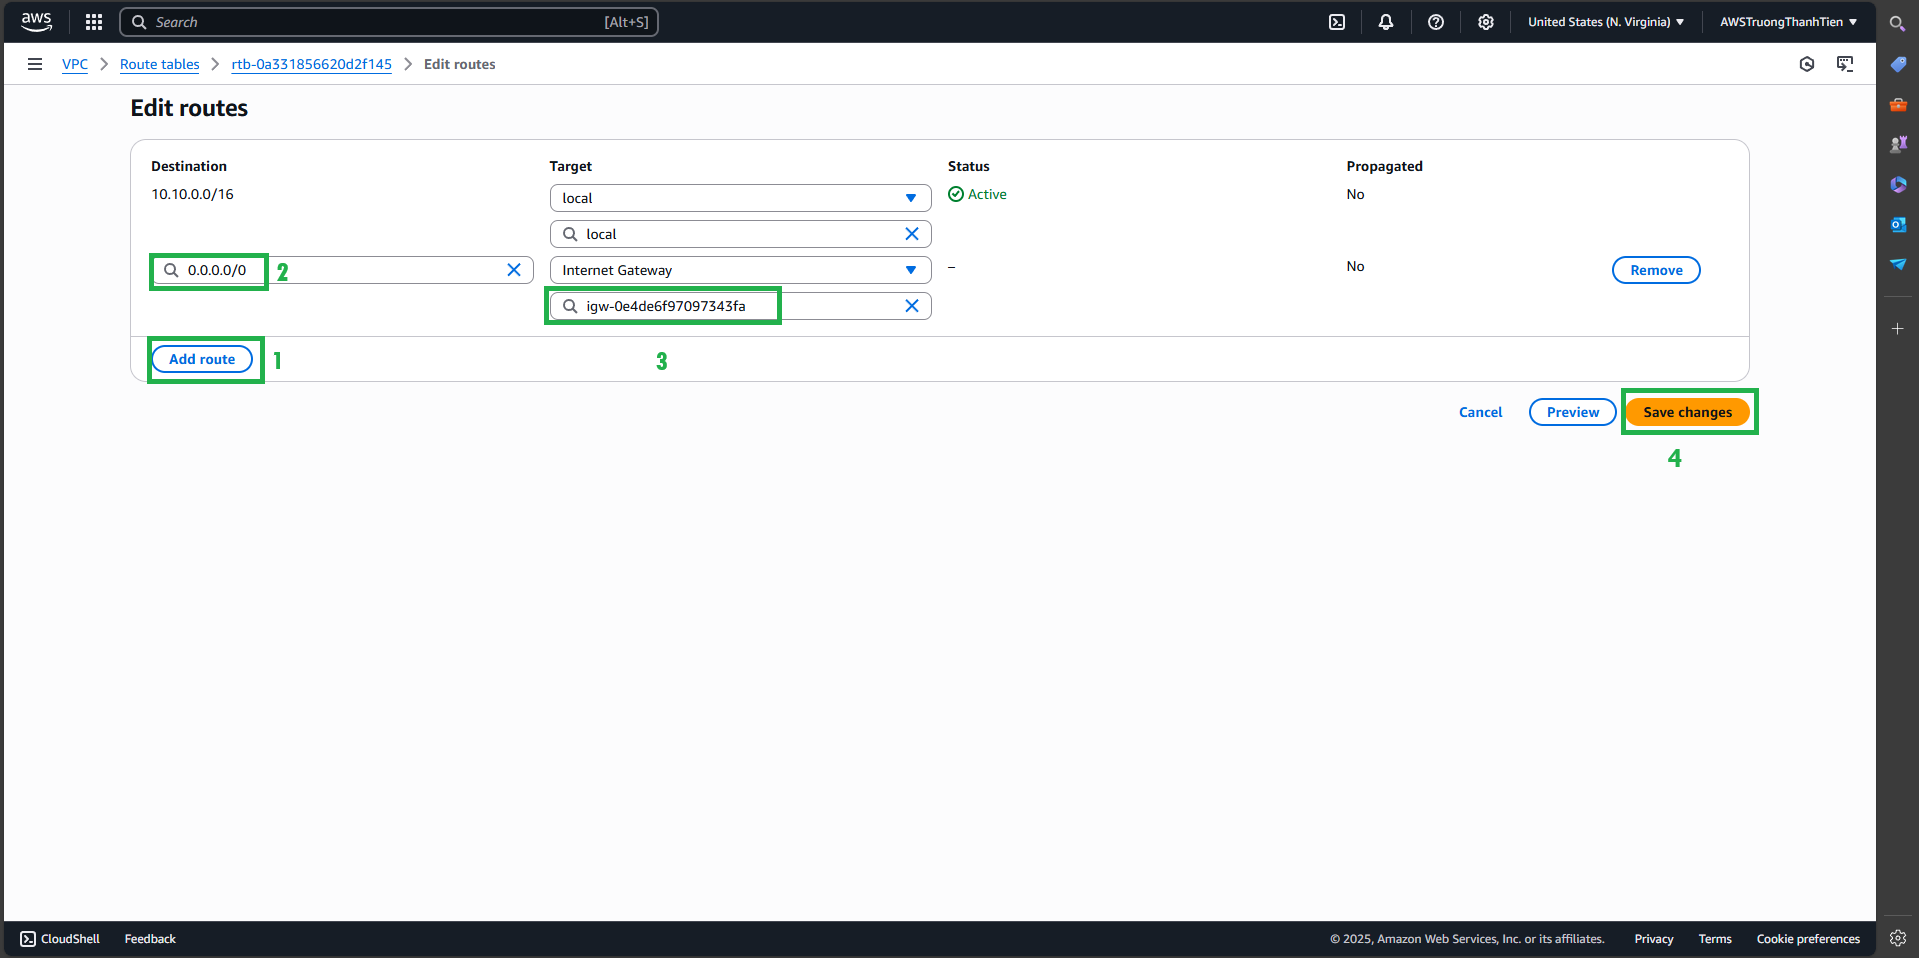 aws
Search [Alt+S]
United States (N. Virginia)
AWSTruongThanhTien
VPC
Route tables
rtb-0a331856620d2f145
Edit routes
Edit routes
Destination Target Status Propagated
10.10.0.0/16 local Active No
local
0.0.0.0/0 2 Internet Gateway – No Remove
igw-0e4de6f97097343fa
Add route 1 3
Cancel Preview Save changes
4
CloudShell Feedback
© 2025, Amazon Web Services, Inc. or its affiliates. Privacy Terms Cookie preferences